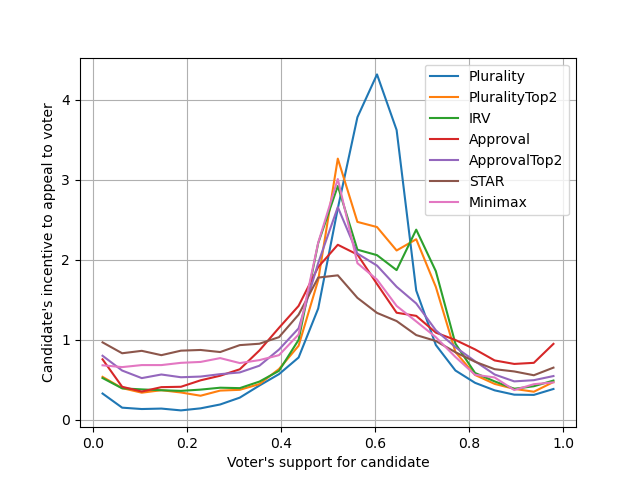 Candidate's incentive to appeal to voter
4
3
2
1
0
0.0 0.2 0.4 0.6 0.8 1.0
Voter's support for candidate
Plurality
PluralityTop2
IRV
Approval
ApprovalTop2
STAR
Minimax